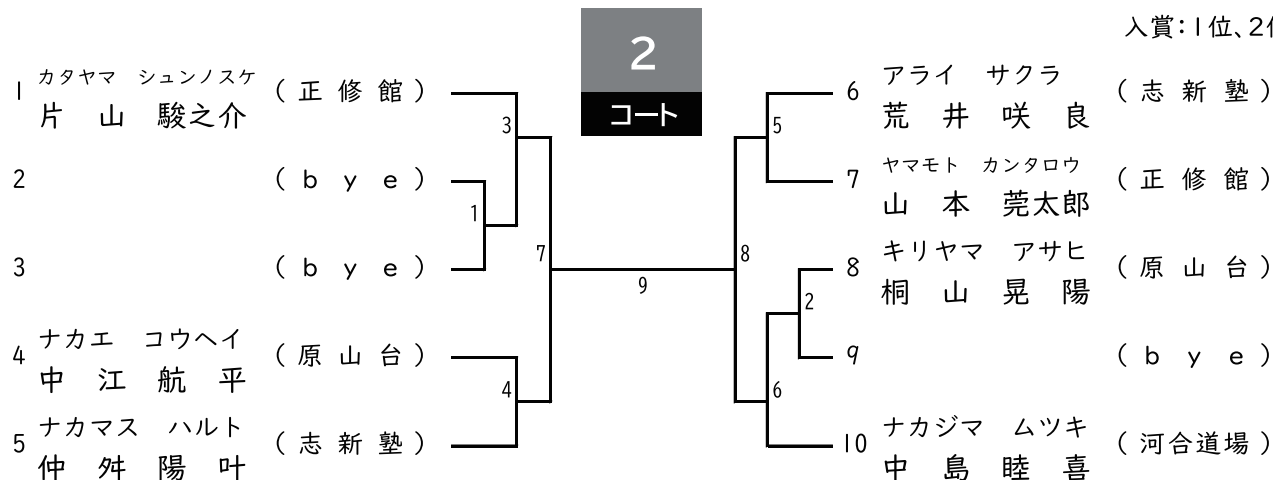 2
コート
入賞:1位、2
1 カタヤマ シュンノスケ
片山 駿之介 (正修館)
2 (bye)
3 (bye)
4 ナカエ コウヘイ
中江 航平 (原山台)
5 ナカマス ハルト
仲舛 陽叶 (志新塾)
3
1
7
4
9
8
5
2
6
6 アライ サクラ
荒井 咲良 (志新塾)
7 ヤマモト カンタロウ
山本 莞太郎 (正修館)
8 キリヤマ アサヒ
桐山 晃陽 (原山台)
9 (bye)
10 ナカジマ ムツキ
中島 睦喜 (河合道場)